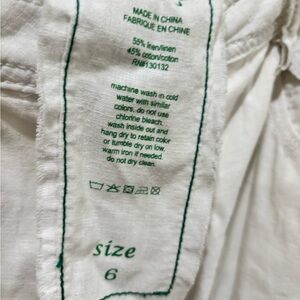 MADE IN CHINA
FABRIQUE EN CHINE
55% linen/linen
45% cotton/coton
RN#130132
machine wash in cold
water with similar
colors, do not use
chlorine bleach.
wash inside out and
hang dry to retain color
or tumble dry on low,
warm iron if needed.
do not dry clean.
size
6